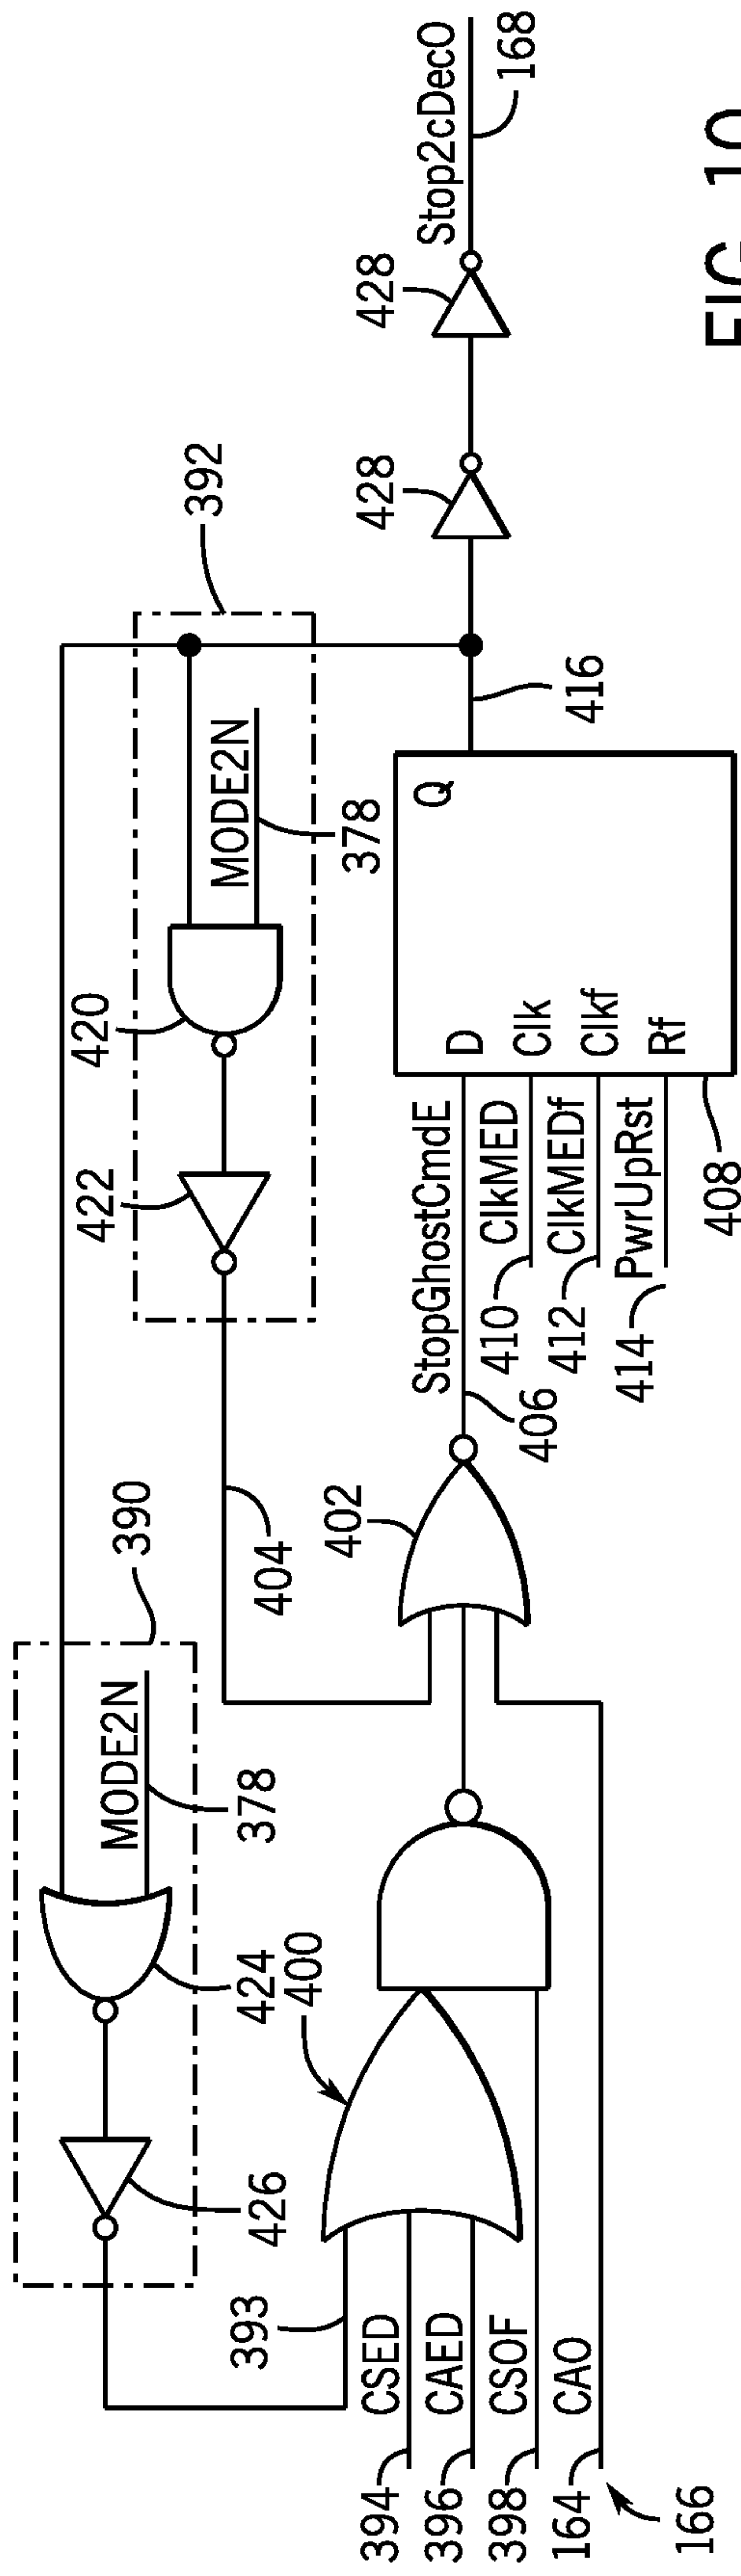 390
MODE2N
378
424
426
393
392
MODE2N
378
420
422
404
394
CSED
396
CAED
398
CSOF
164
CAO
166
400
402
406
StopGhostCmdE
410
ClkMED
412
ClkMEDf
414
PwrUpRst
408
D
Clk
Clkf
Rf
Q
416
428
428
Stop2cDecO
168
FIG. 10